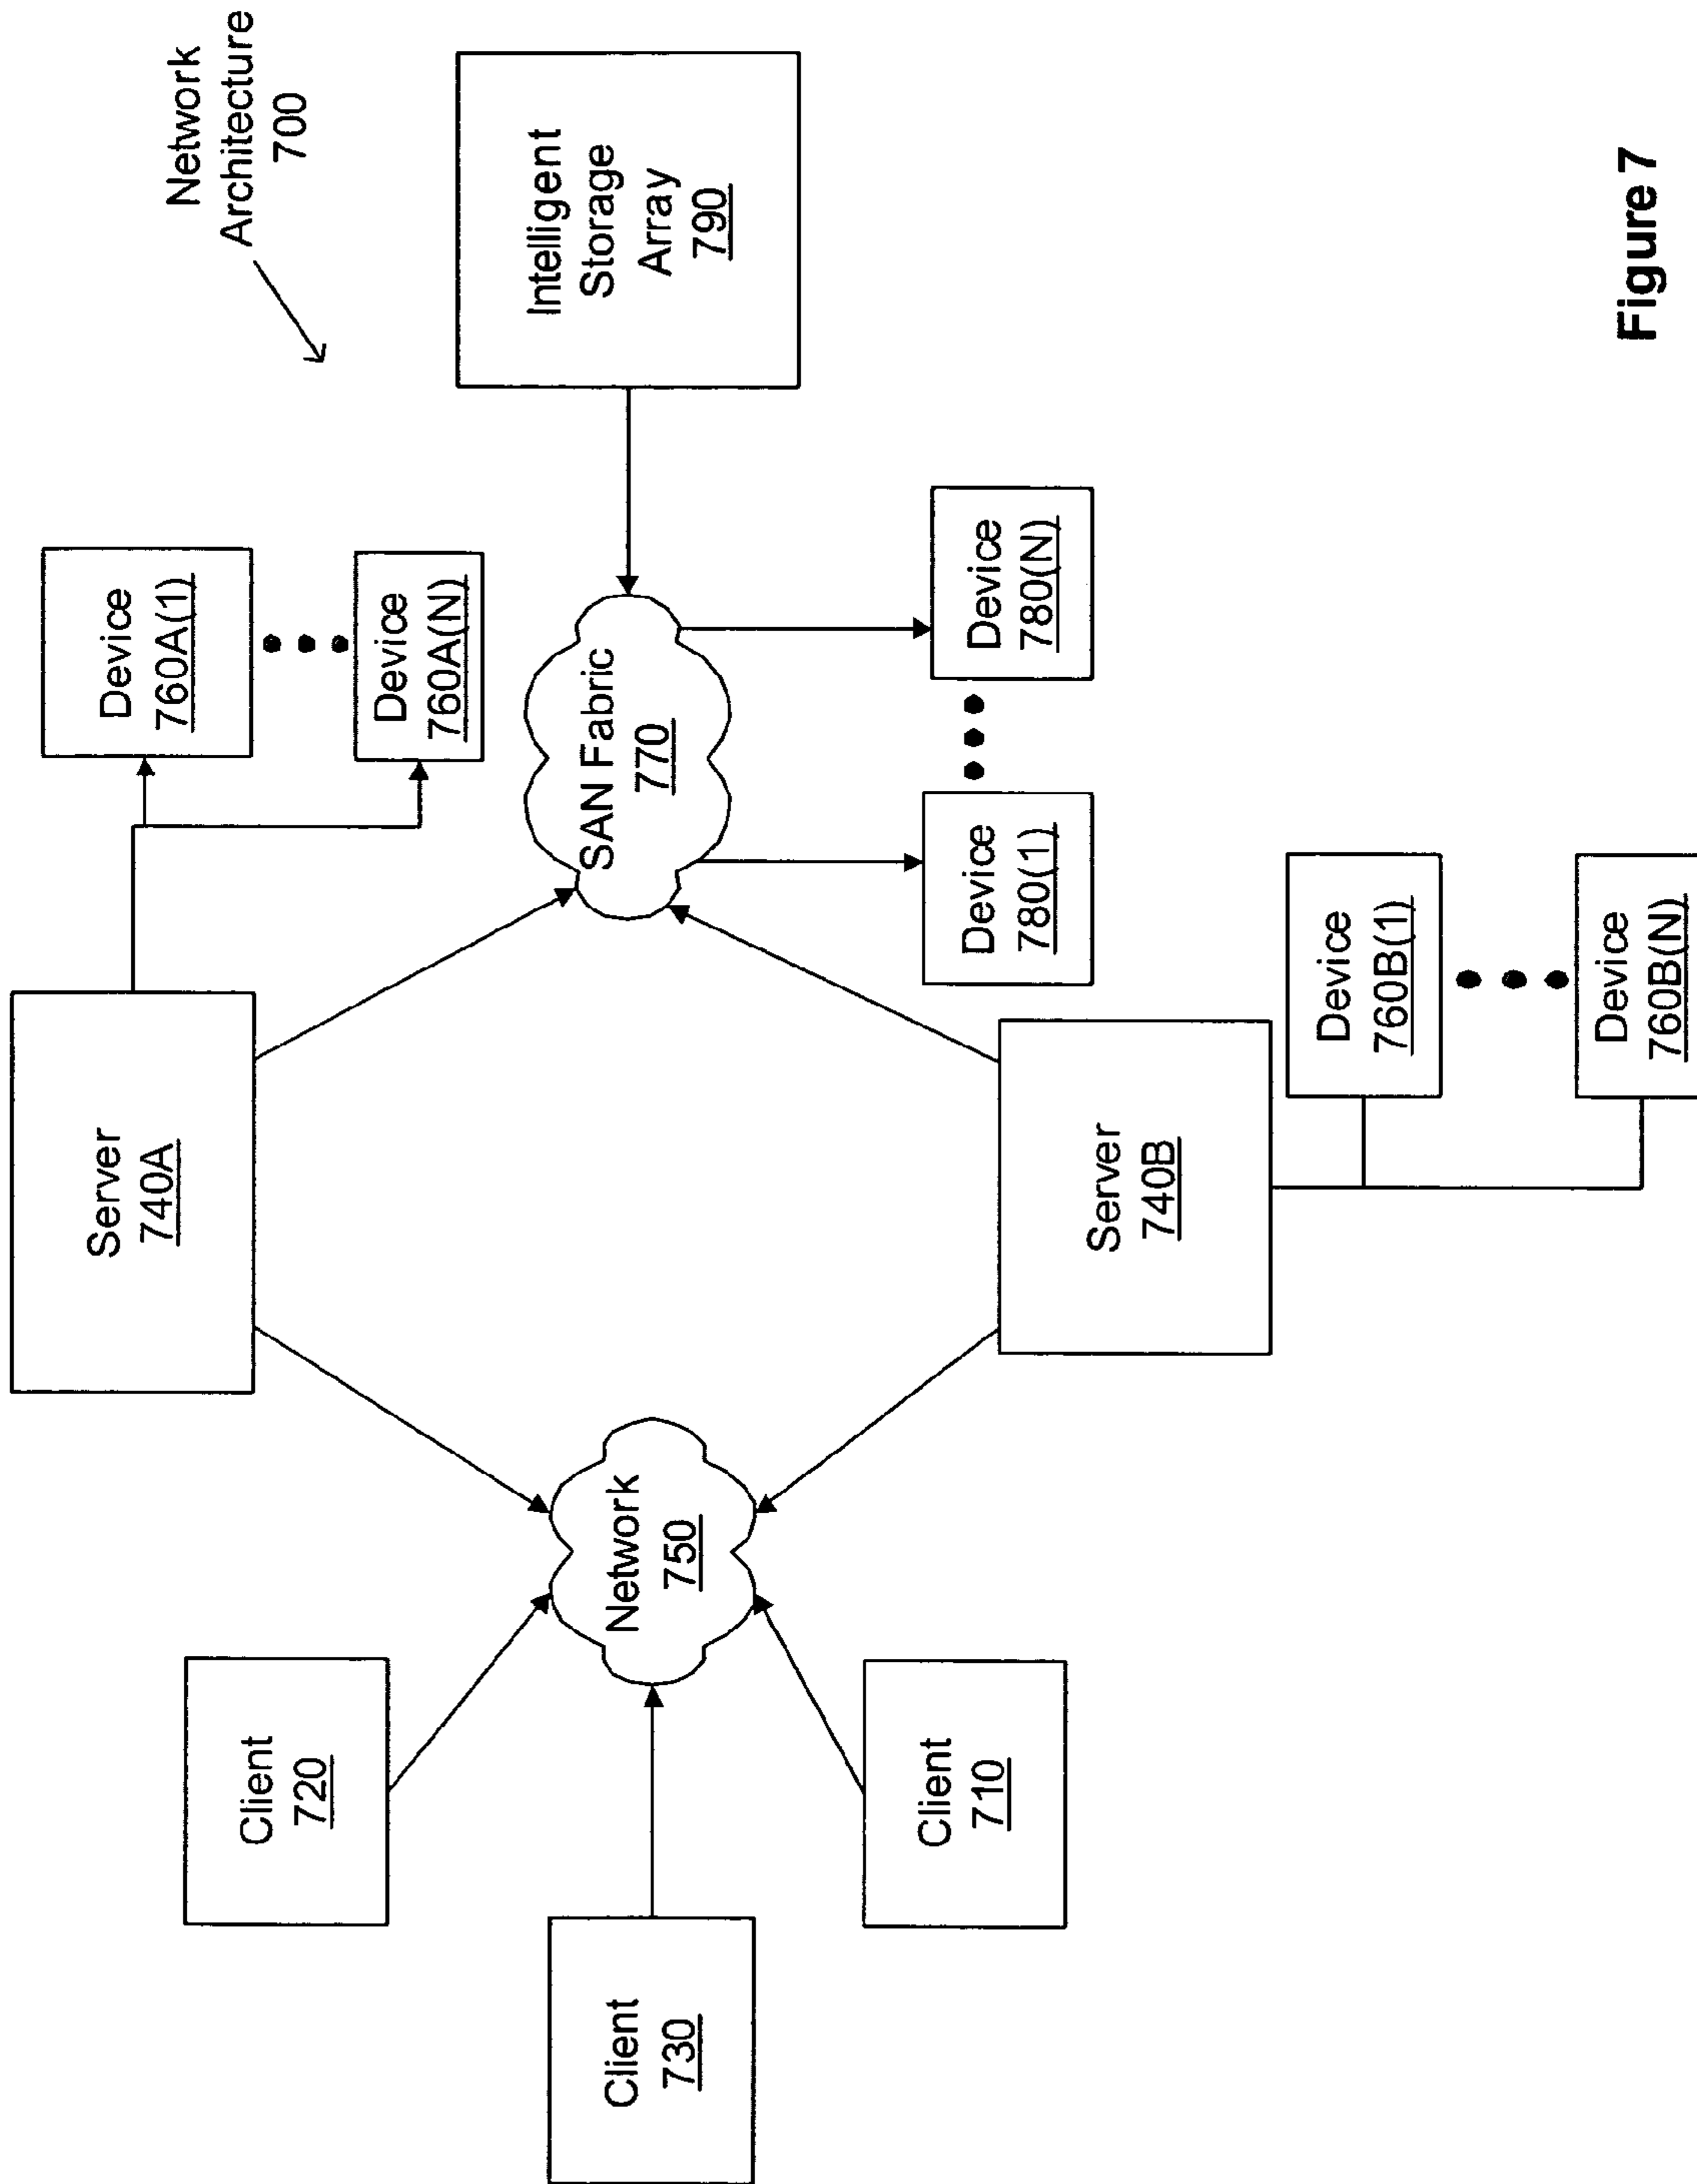 Network
Architecture
700
Server
740A
Device
760A(1)
Device
760A(N)
Client
720
Intelligent
Storage
Array
790
Client
730
Network
750
SAN Fabric
770
Client
710
Device
780(1)
Device
780(N)
Server
740B
Device
760B(1)
Device
760B(N)
Figure 7